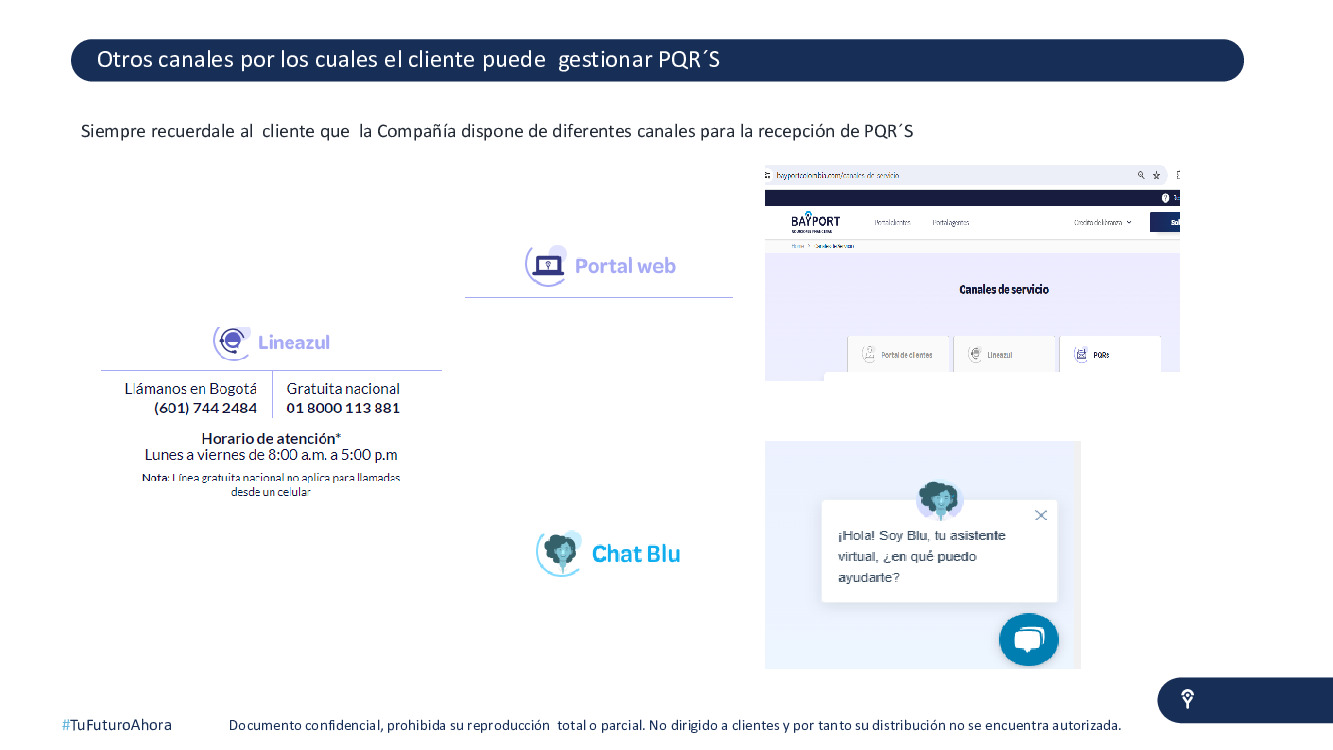 Otros canales por los cuales el cliente puede gestionar PQR´S
Siempre recuerdale al cliente que la Compañía dispone de diferentes canales para la recepción de PQR´S
Lineazul
Llámanos en Bogotá
(601) 744 2484
Gratuita nacional
01 8000 113 881
Horario de atención*
Lunes a viernes de 8:00 a.m. a 5:00 p.m
Nota: Línea gratuita nacional no aplica para llamadas
desde un celular
Portal web
bayportcolombia.com/canales-de-servicio
BAYPORT
SOLUCIONES FINANCIERAS
Portal clientes
Portal agentes
Crédito de libranza
Home > Canales de Servicio
Canales de servicio
Portal de clientes
Lineazul
PQRs
Chat Blu
¡Hola! Soy Blu, tu asistente
virtual, ¿en qué puedo
ayudarte?
#TuFuturoAhora
Documento confidencial, prohibida su reproducción total o parcial. No dirigido a clientes y por tanto su distribución no se encuentra autorizada.